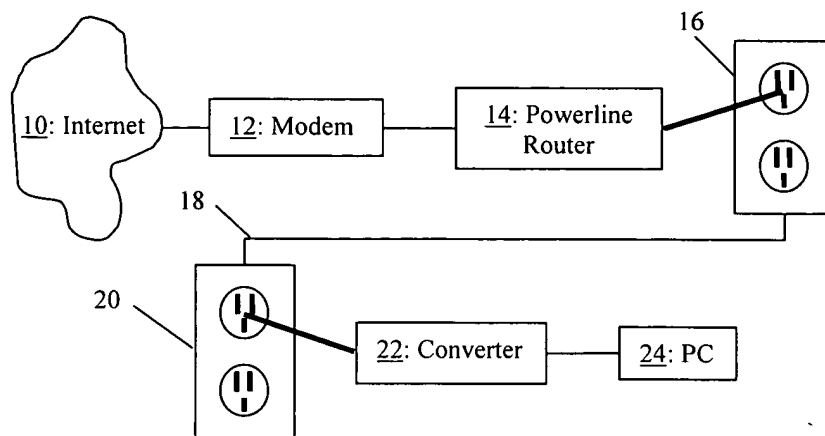 16
10: Internet
12: Modem
14: Powerline
Router
18
20
22: Converter
24: PC